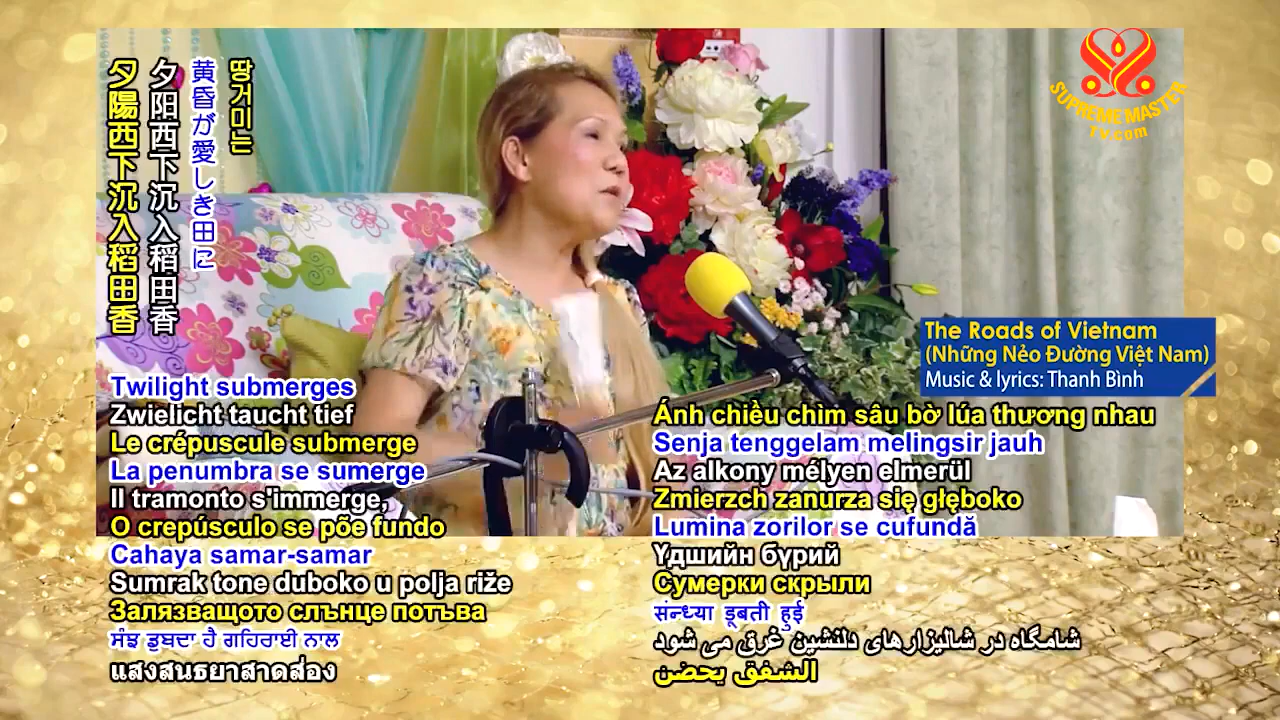 땅거미는
黄昏が愛しき田に
夕阳西下沉入稻田香
夕陽西下沉入稻田香
SUPREME MASTER
TV.com
The Roads of Vietnam
(Những Nẻo Đường Việt Nam)
Music & lyrics: Thanh Bình
Twilight submerges
Zwielicht taucht tief
Le crépuscule submerge
La penumbra se sumerge
Il tramonto s'immerge,
O crepúsculo se põe fundo
Cahaya samar-samar
Sumrak tone duboko u polja riže
Залязващото слънце потъва
ਸੰਝ ਡੁਬਦਾ ਹੈ ਗਹਿਰਾਈ ਨਾਲ
แสงสนธยาสาดส่อง
Ánh chiều chìm sâu bờ lúa thương nhau
Senja tenggelam melingsir jauh
Az alkony mélyen elmerül
Zmierzch zanurza się głęboko
Lumina zorilor se cufundă
Үдшийн бүрий
Сумерки скрыли
संन्ध्या डूबती हुई
شامگاه در شالیزارهای دلنشین غرق می شود
الشفق يحضن